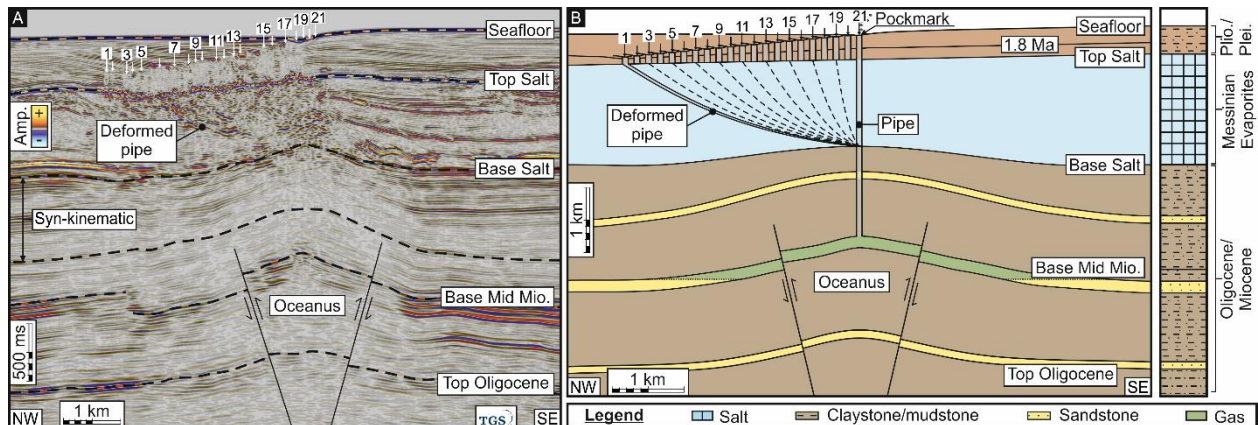 A
1 3 5 7 9 11 13 15 17 19 21
Seafloor
Top Salt
Amp.
+
-
Deformed
pipe
Base Salt
Syn-kinematic
Oceanus
Base Mid Mio.
500 ms
Top Oligocene
NW
1 km
TGS
SE
B
1 3 5 7 9 11 13 15 17 19 21
Pockmark
1.8 Ma
Top Salt
Deformed
pipe
Pipe
Base Salt
1 km
Base Mid Mio.
Oceanus
Top Oligocene
NW
1 km
SE
Plio./
Plei.
Messinian
Evaporites
Oligocene/
Miocene
Legend
Salt
Claystone/mudstone
Sandstone
Gas